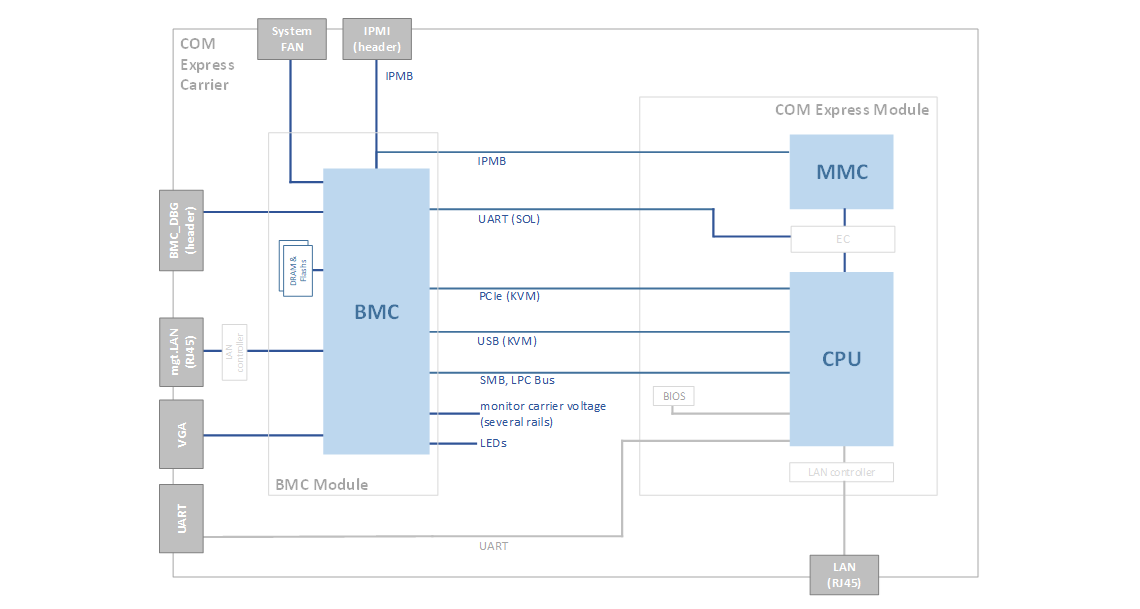 System
FAN
IPMI
(header)
COM
Express
Carrier
IPMB
COM Express Module
IPMB
MMC
BMC_DBG
(header)
UART (SOL)
EC
DRAM &
Flashs
PCIe (KVM)
BMC
mgt.LAN
(RJ45)
LAN
controller
USB (KVM)
CPU
SMB, LPC Bus
BIOS
monitor carrier voltage
(several rails)
VGA
LEDs
LAN controller
BMC Module
UART
UART
LAN
(RJ45)